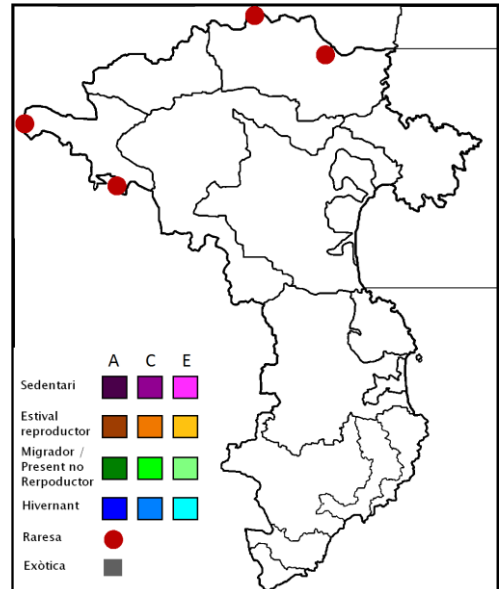 A C E
Sedentari
Estival
reproductor
Migrador /
Present no
Rerpoductor
Hivernant
Raresa
Exòtica